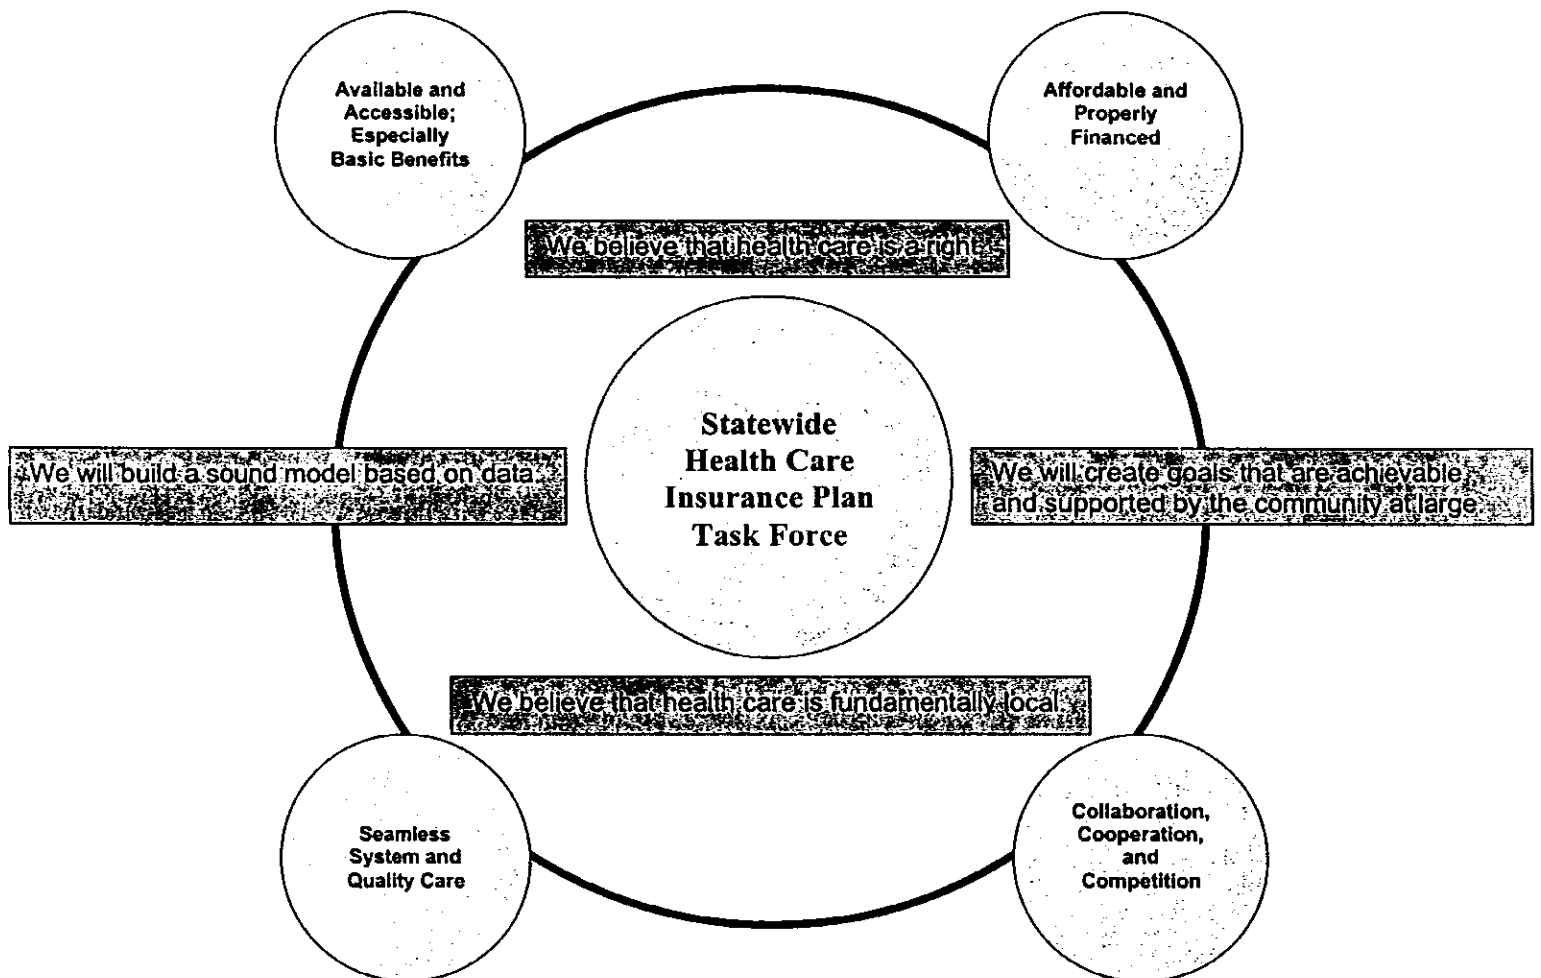 Available and
Accessible;
Especially
Basic Benefits
Affordable and
Properly
Financed
We believe that health care is a right.
Statewide
Health Care
Insurance Plan
Task Force
We will build a sound model based on data.
We will create goals that are achievable,
and supported by the community at large.
We believe that health care is fundamentally local.
Seamless
System and
Quality Care
Collaboration,
Cooperation,
and
Competition